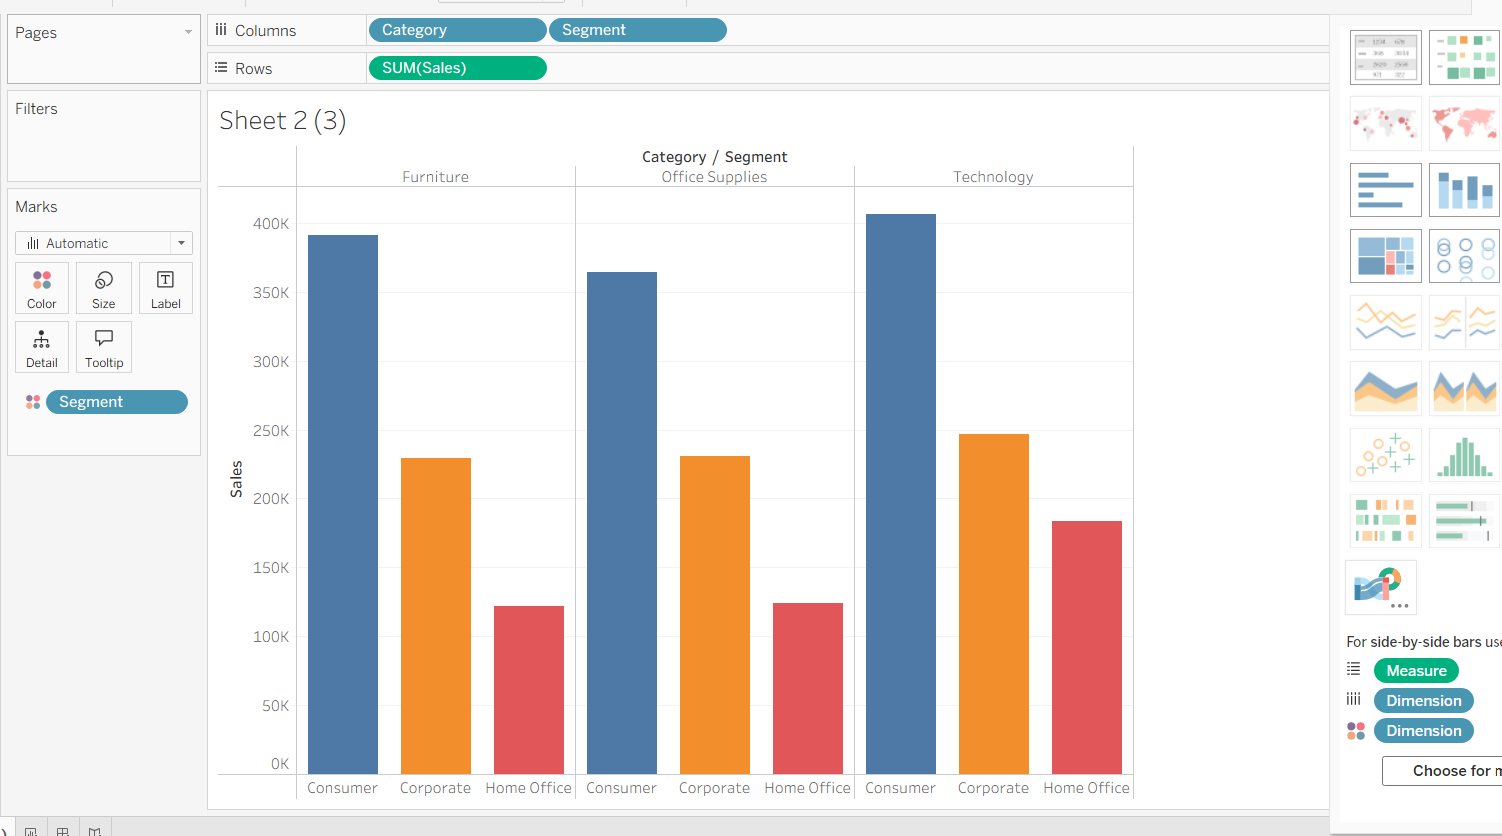 Pages
Columns
Category
Segment
Rows
SUM(Sales)
Filters
Marks
Automatic
Color
Size
Label
Detail
Tooltip
Segment
Sheet 2 (3)
Category / Segment
Furniture
Office Supplies
Technology
Sales
400K
350K
300K
250K
200K
150K
100K
50K
0K
Consumer
Corporate
Home Office
Consumer
Corporate
Home Office
Consumer
Corporate
Home Office
For side-by-side bars use
Measure
Dimension
Dimension
Choose for